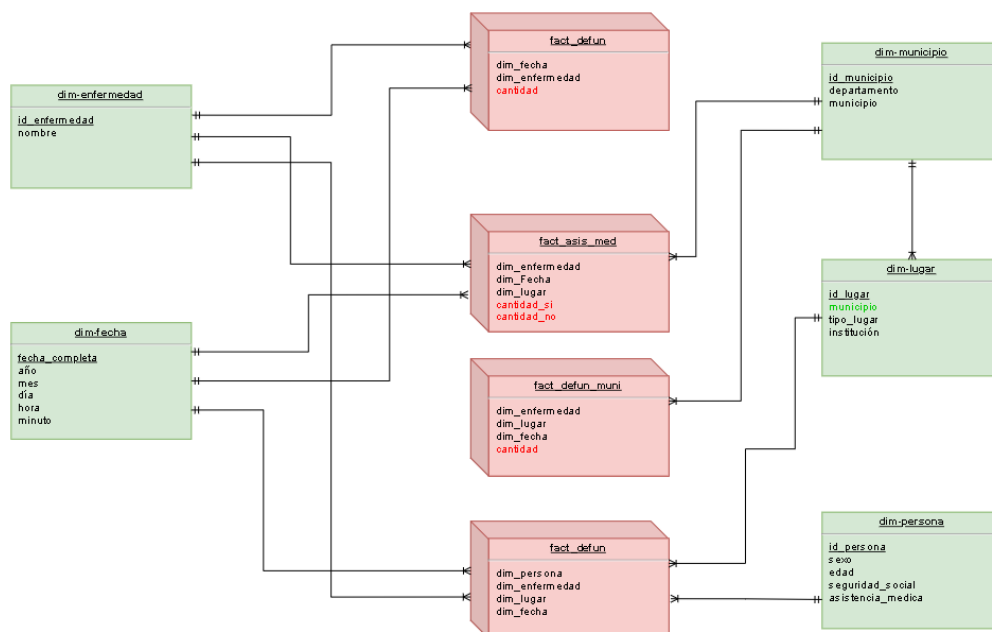 fact_defun
dim_fecha
dim_enfermedad
cantidad
dim-municipio
id_municipio
departamento
municipio
dim-enfermedad
id_enfermedad
nombre
fact_asis_med
dim_enfermedad
dim_Fecha
dim_lugar
cantidad_si
cantidad_no
dim-lugar
id_lugar
municipio
tipo_lugar
institución
dim-fecha
fecha_completa
año
mes
día
hora
minuto
fact_defun_muni
dim_enfermedad
dim_lugar
dim_fecha
cantidad
fact_defun
dim_persona
dim_enfermedad
dim_lugar
dim_fecha
dim-persona
id_persona
sexo
edad
seguridad_social
asistencia_medica